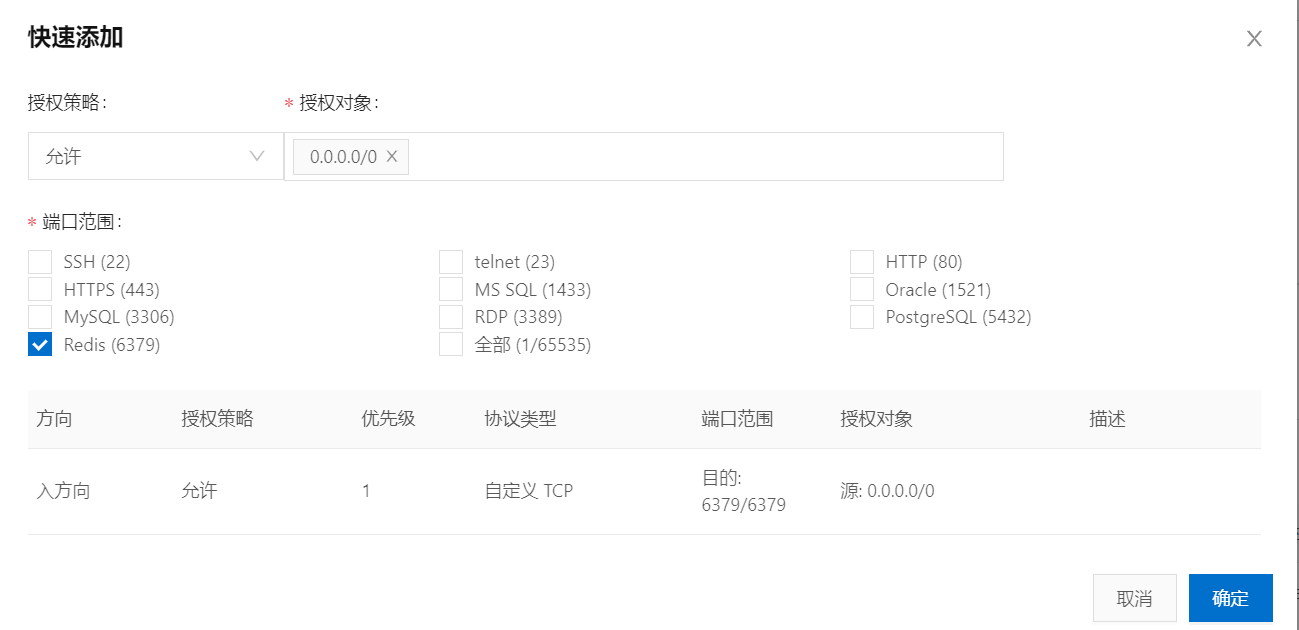 快速添加
授权策略: * 授权对象:
允许 0.0.0.0/0
* 端口范围:
SSH (22) telnet (23) HTTP (80)
HTTPS (443) MS SQL (1433) Oracle (1521)
MySQL (3306) RDP (3389) PostgreSQL (5432)
Redis (6379) 全部 (1/65535)
方向 授权策略 优先级 协议类型 端口范围 授权对象 描述
入方向 允许 1 自定义 TCP 目的: 源: 0.0.0.0/0
6379/6379
取消 确定